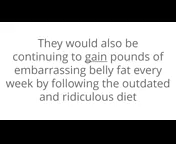 They would also be
continuing to gain pounds of
embarrassing belly fat every
week by following the outdated
and ridiculous diet